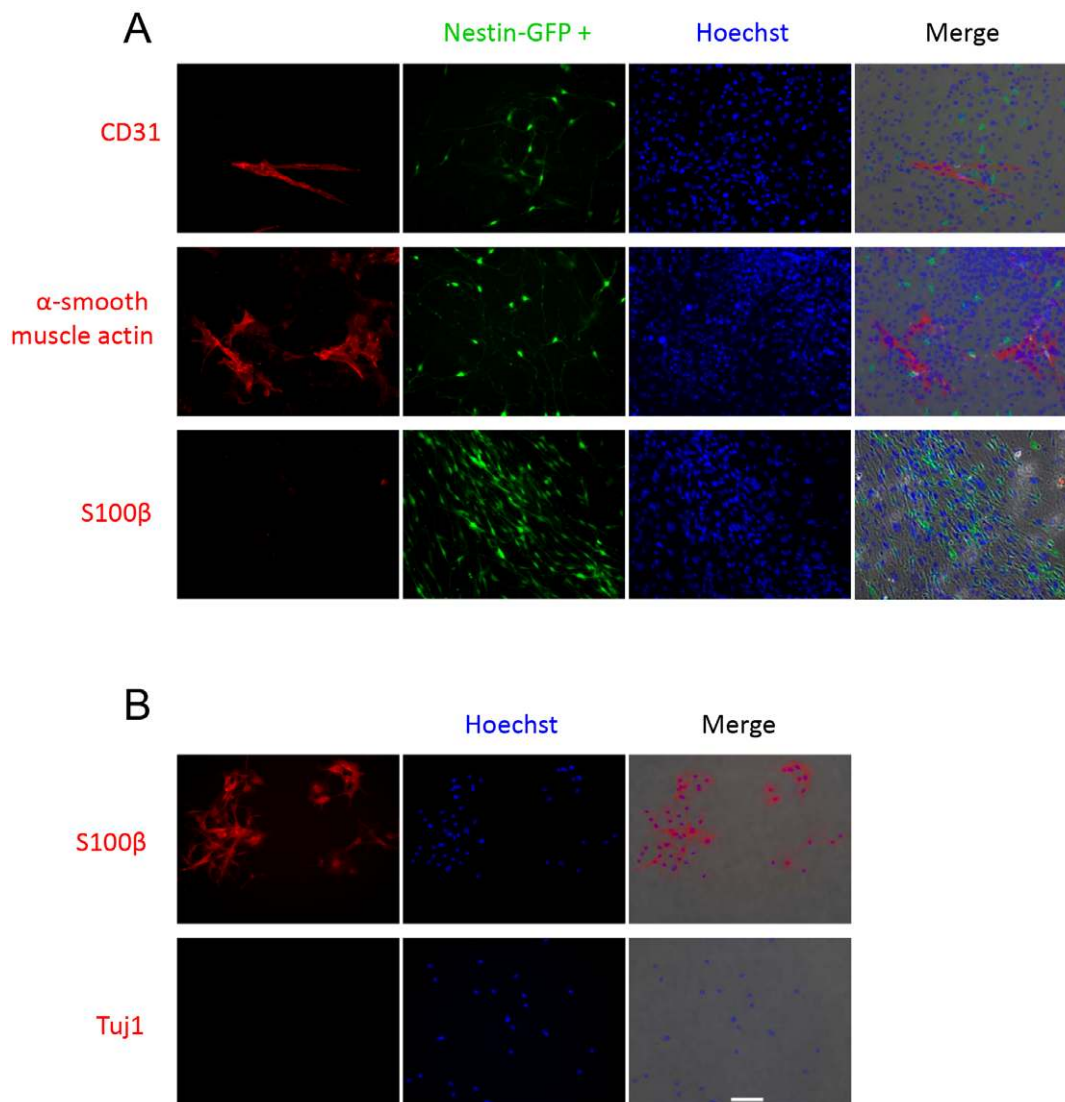 A
Nestin-GFP + Hoechst Merge
CD31
α-smooth
muscle actin
S100β
B
Hoechst Merge
S100β
Tuj1